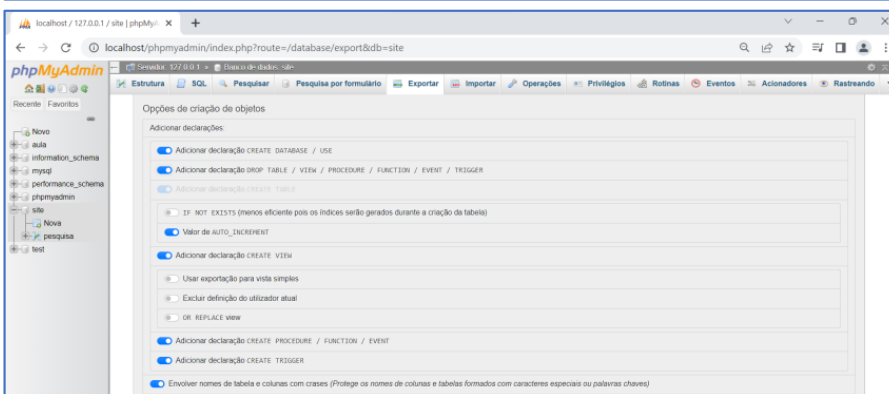 localhost / 127.0.0.1 / site | phpMyA
localhost/phpmyadmin/index.php?route=/database/export&db=site
phpMyAdmin
Servidor: 127.0.0.1 » Banco de dados: site
Estrutura SQL Pesquisar Pesquisa por formulário Exportar Importar Operações Privilégios Rotinas Eventos Acionadores Rastreando
Recente Favoritos
Novo
aula
information_schema
mysql
performance_schema
phpmyadmin
site
Nova
pesquisa
test
Opções de criação de objetos
Adicionar declarações:
Adicionar declaração CREATE DATABASE / USE
Adicionar declaração DROP TABLE / VIEW / PROCEDURE / FUNCTION / EVENT / TRIGGER
Adicionar declaração CREATE TABLE
IF NOT EXISTS (menos eficiente pois os índices serão gerados durante a criação da tabela)
Valor de AUTO_INCREMENT
Adicionar declaração CREATE VIEW
Usar exportação para vista simples
Excluir definição do utilizador atual
OR REPLACE view
Adicionar declaração CREATE PROCEDURE / FUNCTION / EVENT
Adicionar declaração CREATE TRIGGER
Envolver nomes de tabela e colunas com crases (Protege os nomes de colunas e tabelas formados com caracteres especiais ou palavras chaves)